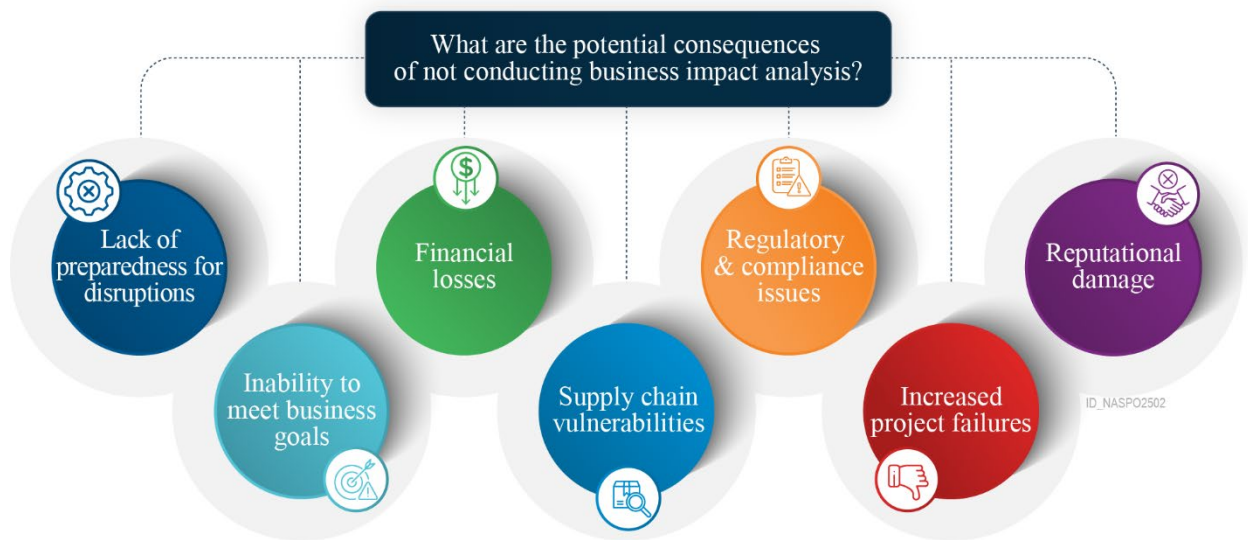 What are the potential consequences
of not conducting business impact analysis?
Lack of
preparedness for
disruptions
Inability to
meet business
goals
$
Financial
losses
Supply chain
vulnerabilities
Regulatory
& compliance
issues
Increased
project failures
Reputational
damage
ID_NASPO2502